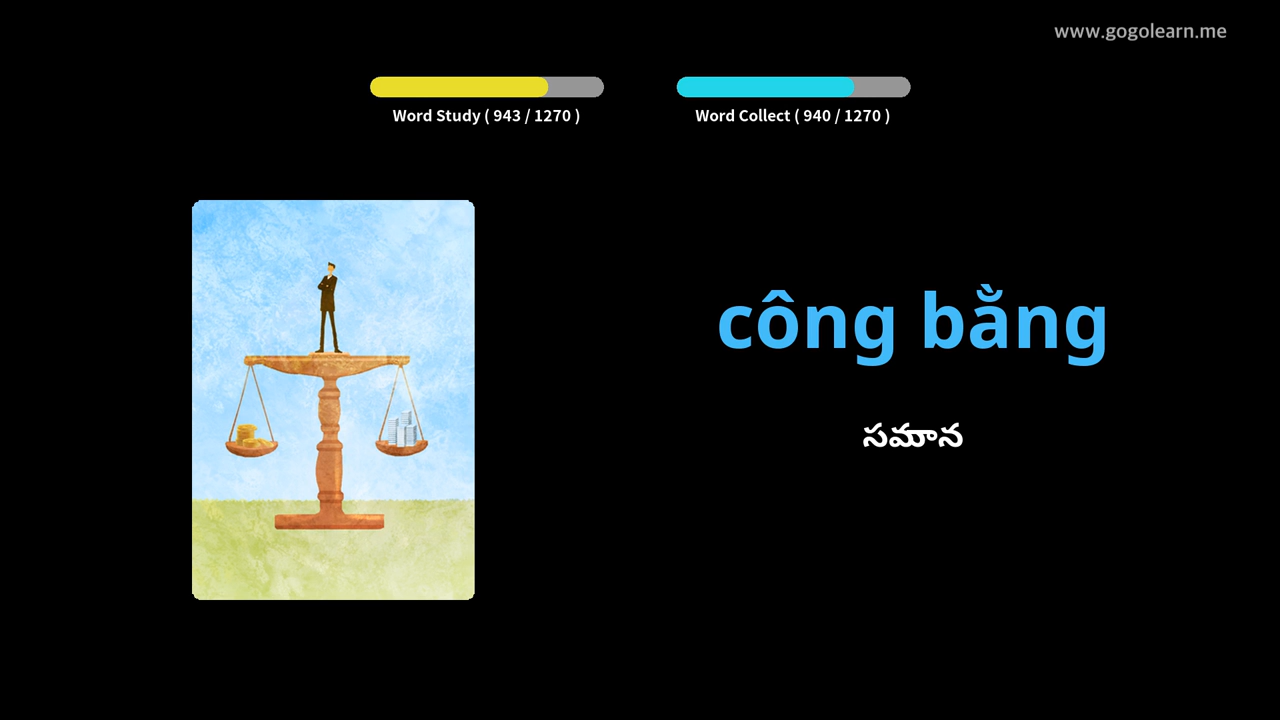 www.gogolearn.me
Word Study ( 943 / 1270 )
Word Collect ( 940 / 1270 )
công bằng
సమాన